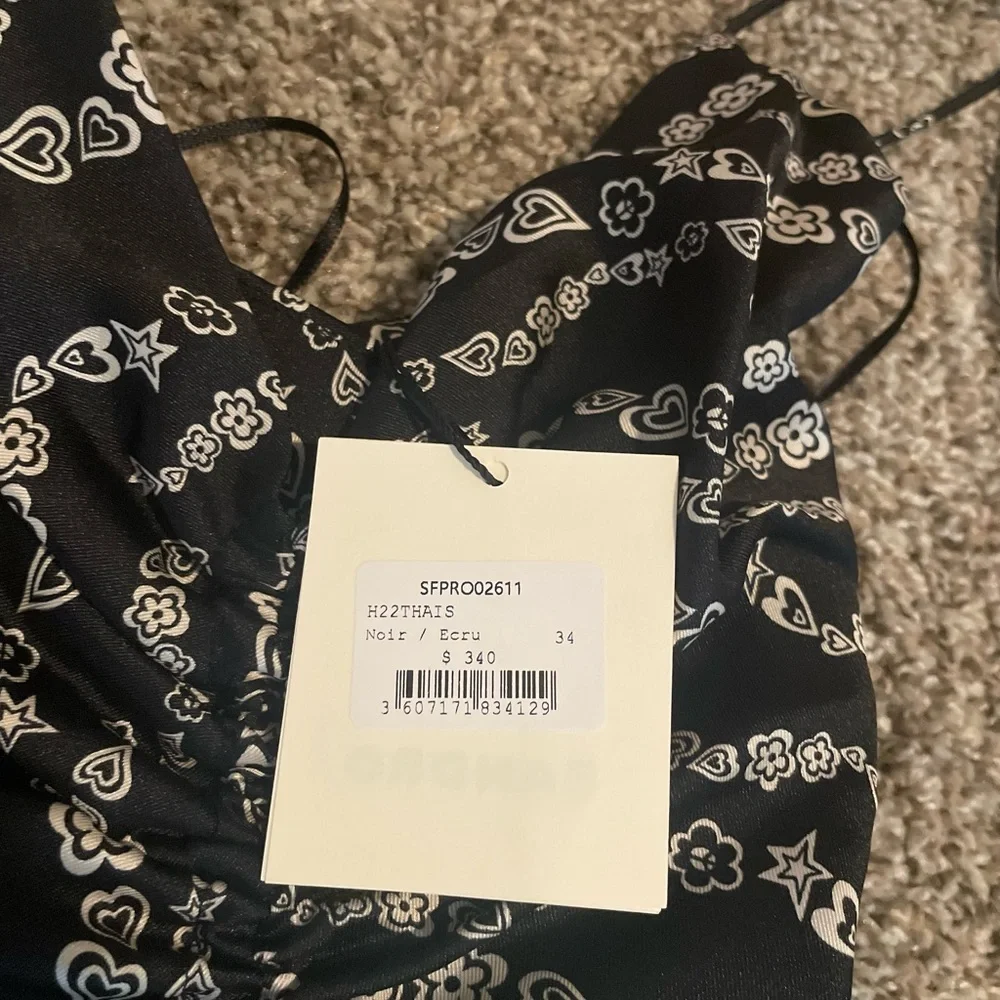 SFPRO02611
H22THAIS
Noir / Ecru 34
$ 340
3 607171 834129